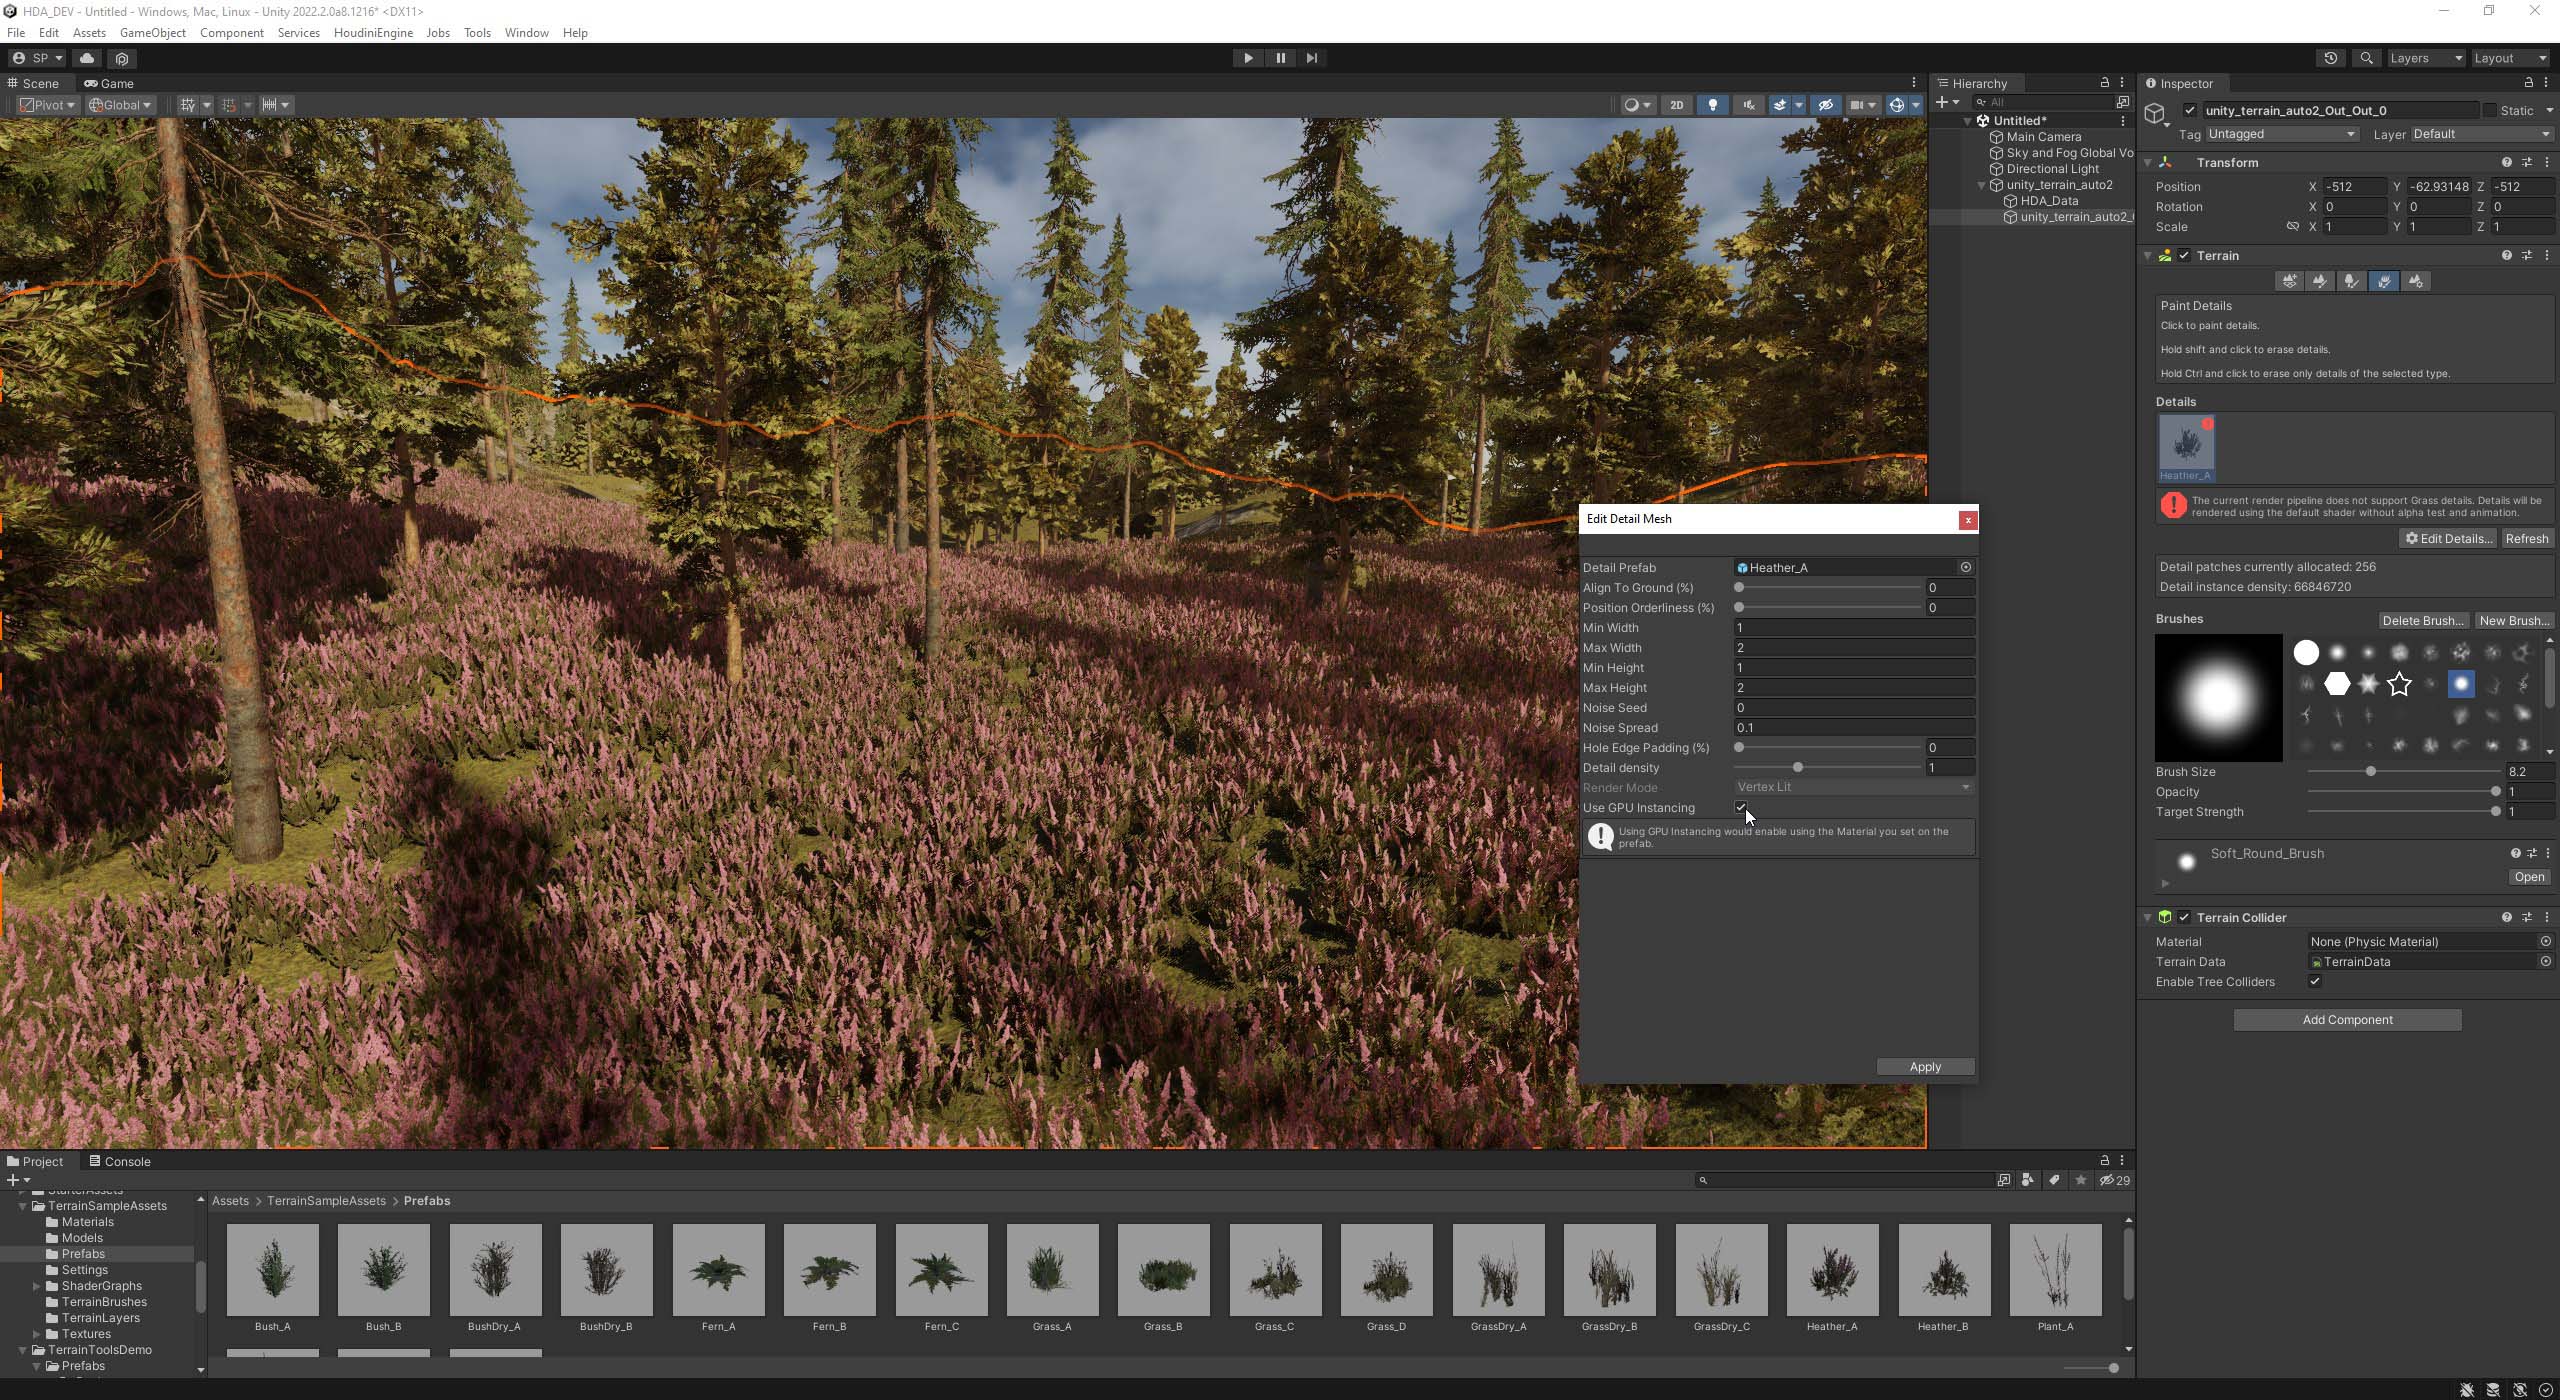 HDA_DEV - Untitled - Windows, Mac, Linux - Unity 2022.2.0a8.1216* <DX11>
File Edit Assets GameObject Component Services HoudiniEngine Jobs Tools Window Help
SP
Layers
Layout
Scene
Game
Pivot
Global
2D
Hierarchy
All
Untitled*
Main Camera
Sky and Fog Global Vo
Directional Light
unity_terrain_auto2
HDA_Data
unity_terrain_auto2_
Inspector
unity_terrain_auto2_Out_Out_0
Static
Tag Untagged
Layer Default
Transform
Position X -512 Y -62.93148 Z -512
Rotation X 0 Y 0 Z 0
Scale X 1 Y 1 Z 1
Terrain
Paint Details
Click to paint details.
Hold shift and click to erase details.
Hold Ctrl and click to erase only details of the selected type.
Details
Heather_A
The current render pipeline does not support Grass details. Details will be
rendered using the default shader without alpha test and animation.
Edit Details...
Refresh
Detail patches currently allocated: 256
Detail instance density: 66846720
Brushes
Delete Brush...
New Brush...
Brush Size 8.2
Opacity 1
Target Strength 1
Soft_Round_Brush
Open
Terrain Collider
Material None (Physic Material)
Terrain Data TerrainData
Enable Tree Colliders
Add Component
Edit Detail Mesh
x
Detail Prefab Heather_A
Align To Ground (%) 0
Position Orderliness (%) 0
Min Width 1
Max Width 2
Min Height 1
Max Height 2
Noise Seed 0
Noise Spread 0.1
Hole Edge Padding (%) 0
Detail density 1
Render Mode Vertex Lit
Use GPU Instancing
Using GPU Instancing would enable using the Material you set on the
prefab.
Apply
Project
Console
29
StarterAssets
TerrainSampleAssets
Materials
Models
Prefabs
Settings
ShaderGraphs
TerrainBrushes
TerrainLayers
Textures
TerrainToolsDemo
Prefabs
Assets > TerrainSampleAssets > Prefabs
Bush_A
Bush_B
BushDry_A
BushDry_B
Fern_A
Fern_B
Fern_C
Grass_A
Grass_B
Grass_C
Grass_D
GrassDry_A
GrassDry_B
GrassDry_C
Heather_A
Heather_B
Plant_A